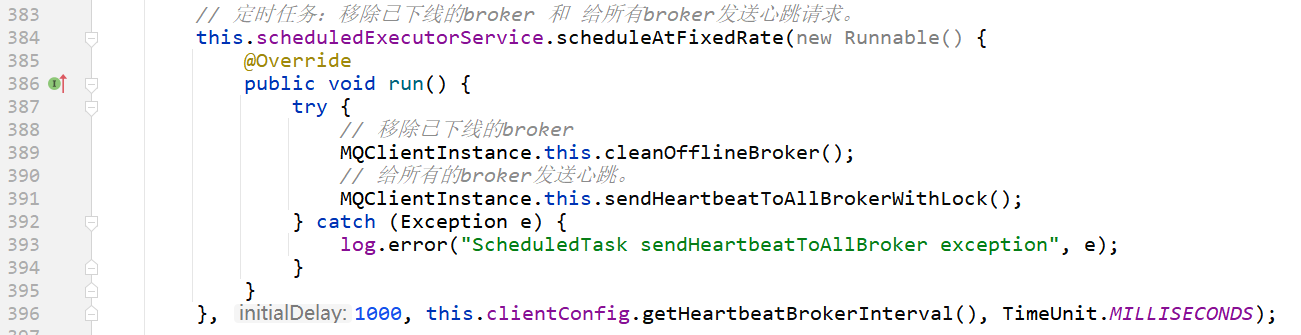 383 // 定时任务：移除已下线的broker 和 给所有broker发送心跳请求。
384 this.scheduledExecutorService.scheduleAtFixedRate(new Runnable() {
385 @Override
386 public void run() {
387 try {
388 // 移除已下线的broker
389 MQClientInstance.this.cleanOfflineBroker();
390 // 给所有的broker发送心跳。
391 MQClientInstance.this.sendHeartbeatToAllBrokerWithLock();
392 } catch (Exception e) {
393 log.error("ScheduledTask sendHeartbeatToAllBroker exception", e);
394 }
395 }
396 }, initialDelay: 1000, this.clientConfig.getHeartbeatBrokerInterval(), TimeUnit.MILLISECONDS);